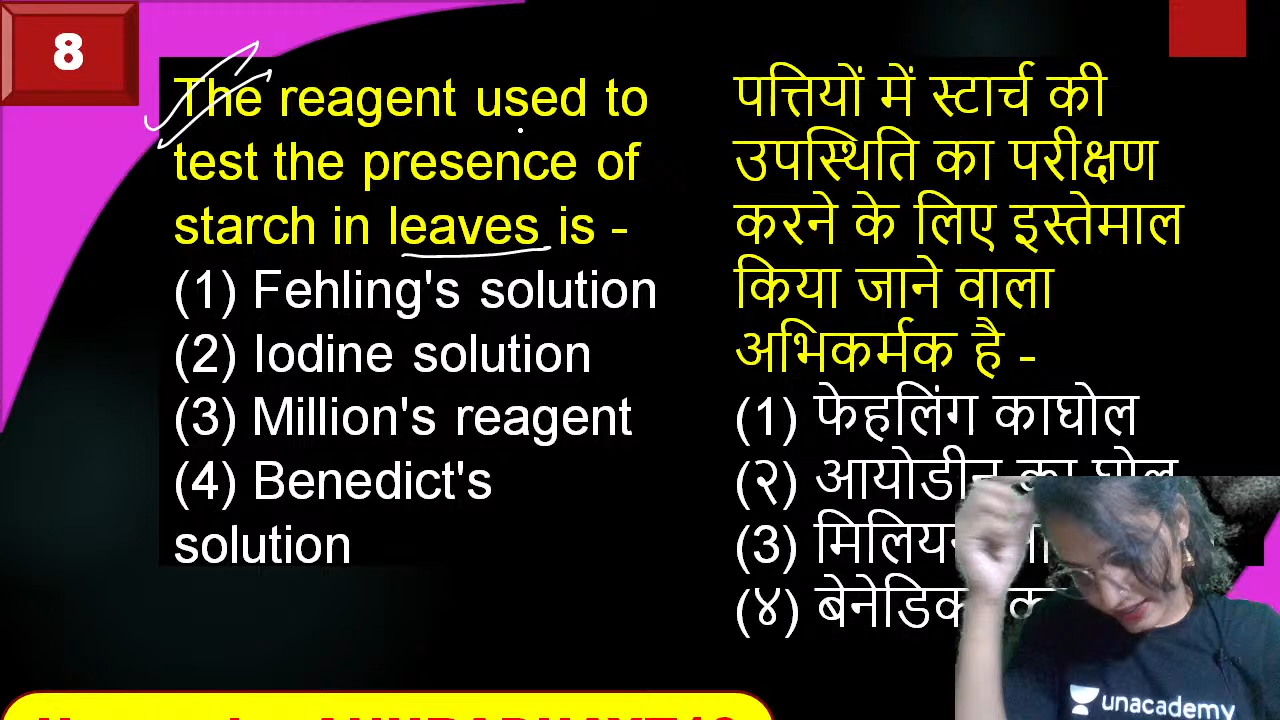 8
The reagent used to
test the presence of
starch in leaves is -
(1) Fehling's solution
(2) Iodine solution
(3) Million's reagent
(4) Benedict's
solution
पत्तियों में स्टार्च की
उपस्थिति का परीक्षण
करने के लिए इस्तेमाल
किया जाने वाला
अभिकर्मक है -
(1) फेहलिंग काघोल
(२) आयोडीन का घोल
(3)
(४)
unacademy